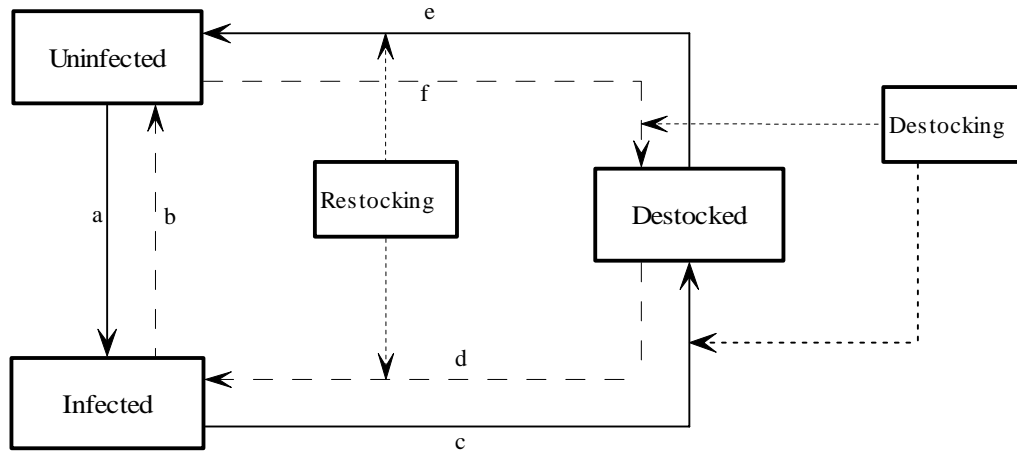 e
Uninfected
f
Destocking
Restocking
a
b
Destocked
d
Infected
c